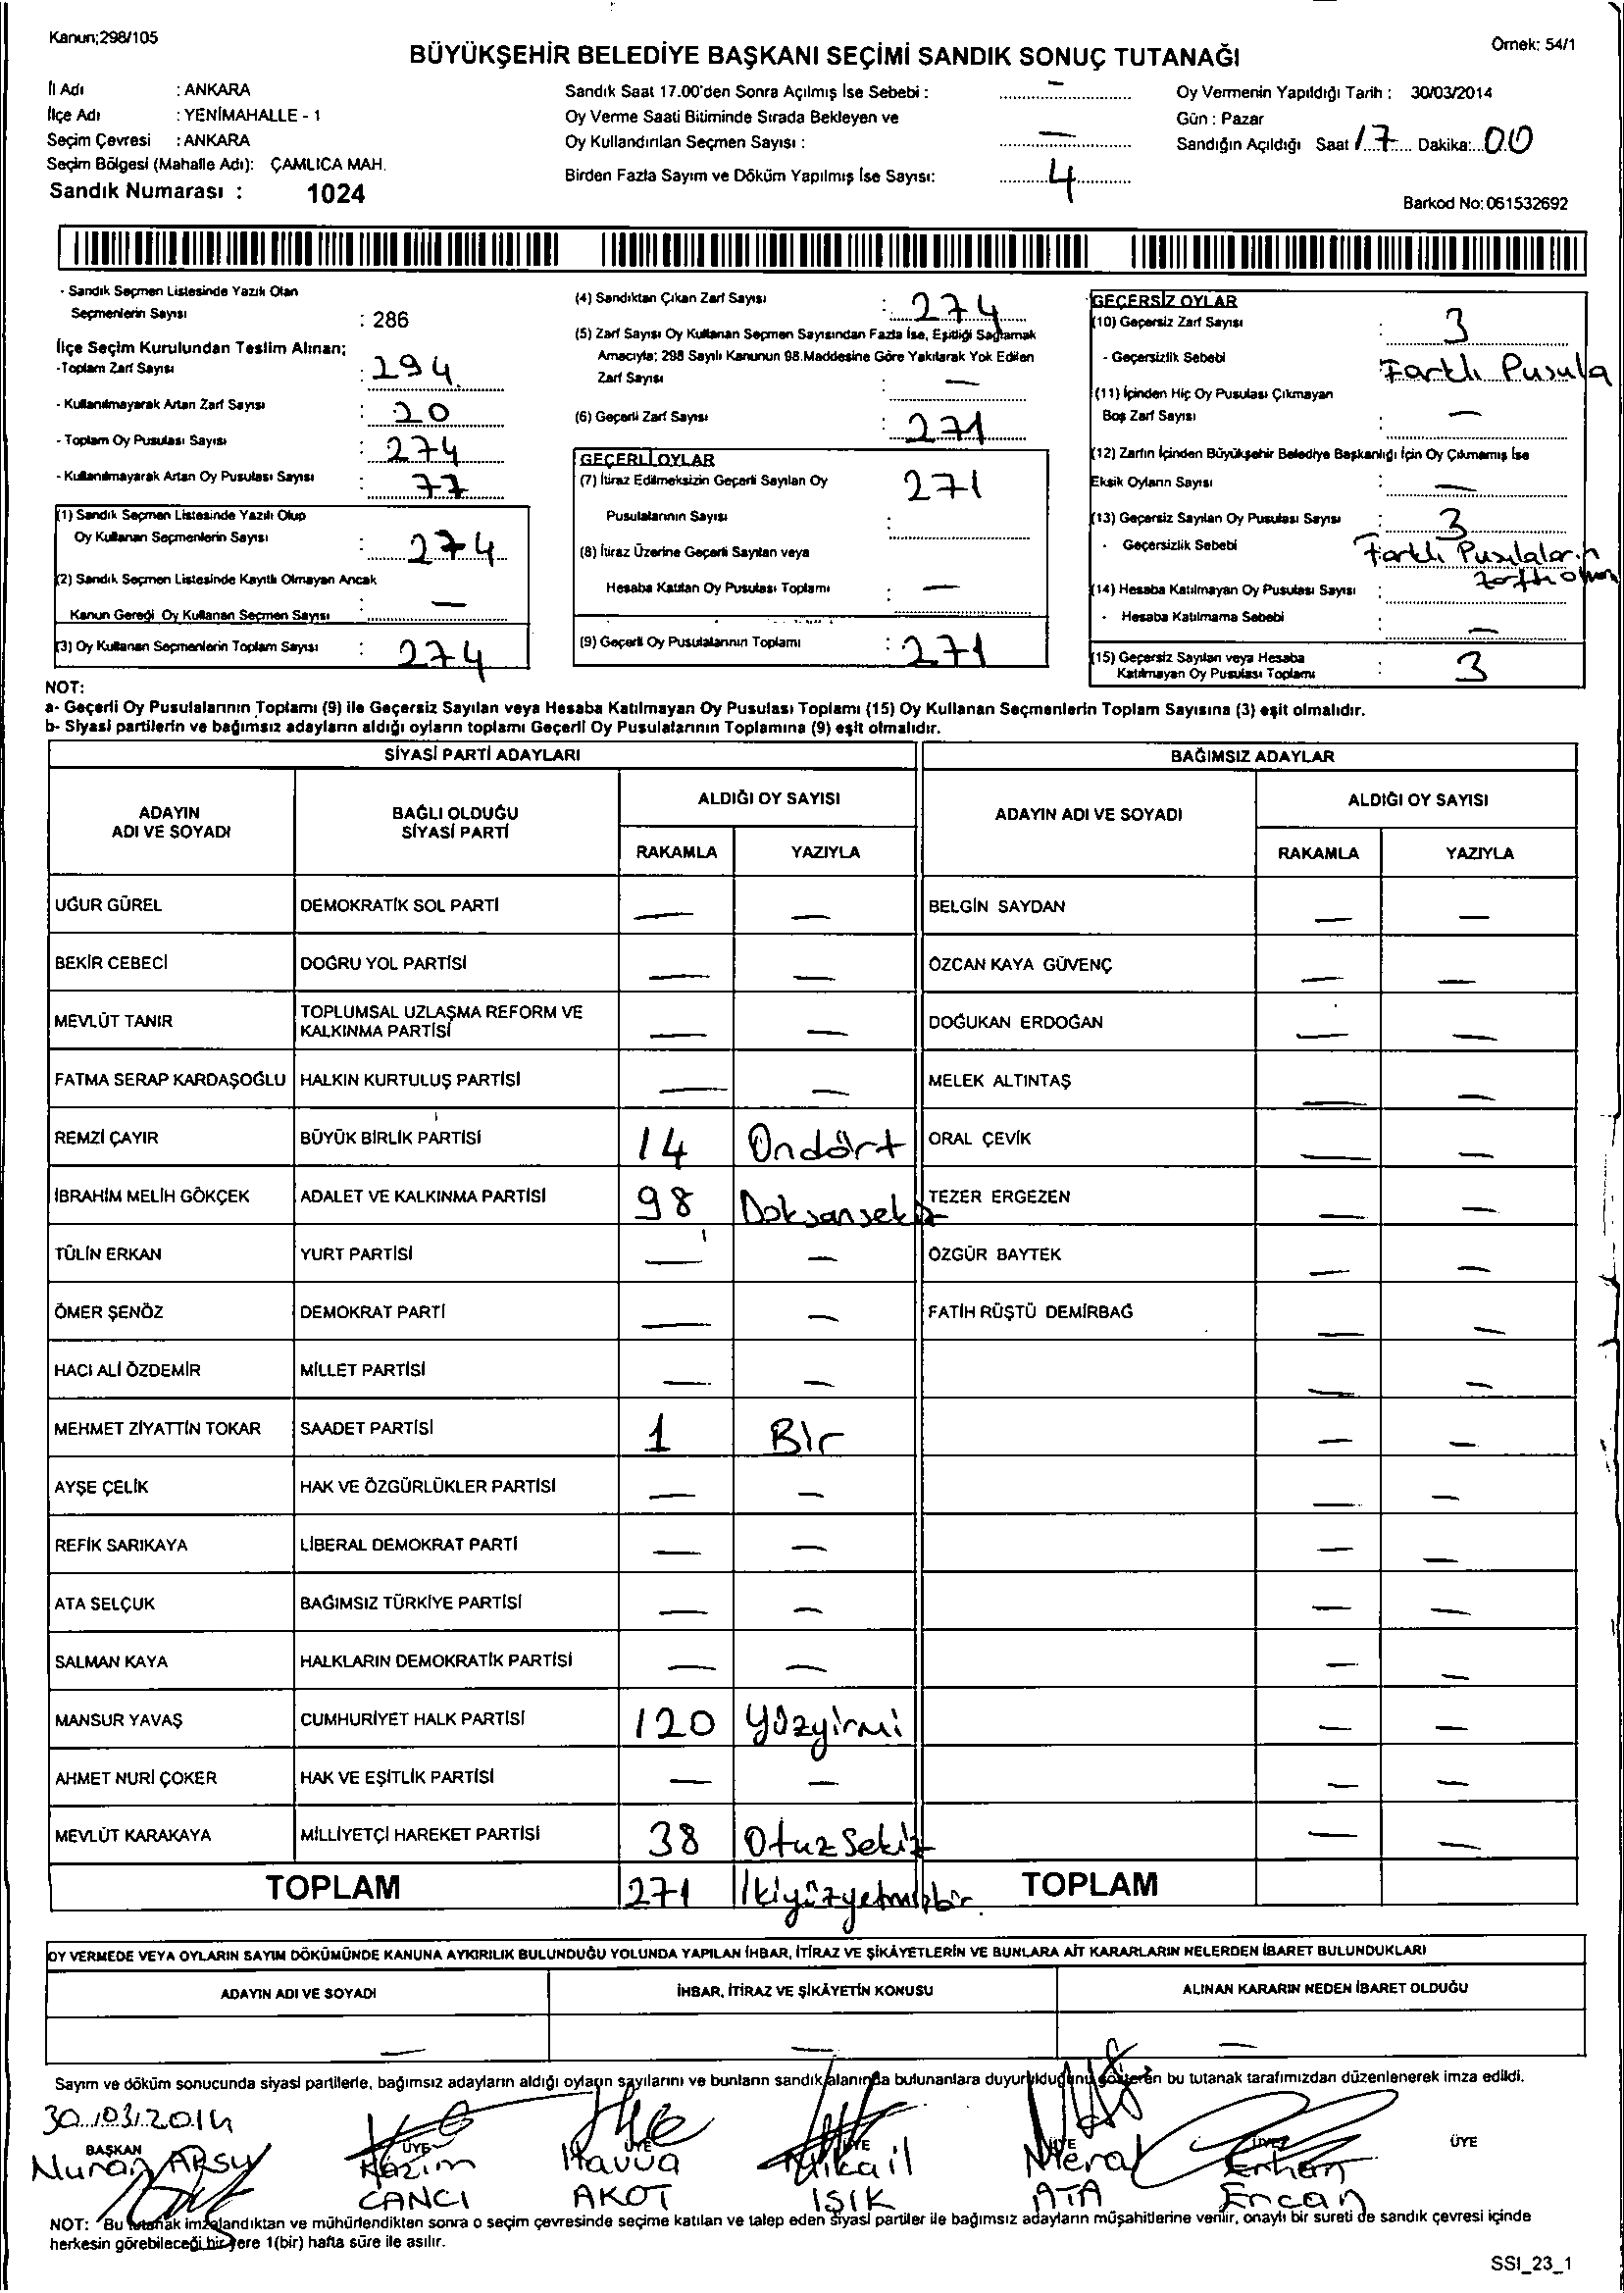 Kanun;298/105
Örnek: 54/1
BÜYÜKŞEHİR BELEDİYE BAŞKANI SEÇİMİ SANDIK SONUÇ TUTANAĞI
İl Adı : ANKARA
İlçe Adı : YENİMAHALLE - 1
Seçim Çevresi : ANKARA
Seçim Bölgesi (Mahalle Adı): ÇAMLICA MAH.
Sandık Numarası : 1024
Sandık Saat 17.00'den Sonra Açılmış İse Sebebi : —
Oy Verme Saati Bitiminde Sırada Bekleyen ve
Oy Kullandırılan Seçmen Sayısı : —
Birden Fazla Sayım ve Döküm Yapılmış İse Sayısı: 4
Oy Vermenin Yapıldığı Tarih : 30/03/2014
Gün : Pazar
Sandığın Açıldığı Saat 17 Dakika: 00
Barkod No: 061532692
- Sandık Seçmen Listesinde Yazılı Olan
Seçmenlerin Sayısı : 286
İlçe Seçim Kurulundan Teslim Alınan;
-Toplam Zarf Sayısı : 294
- Kullanılmayarak Artan Zarf Sayısı : 20
- Toplam Oy Pusulası Sayısı : 274
- Kullanılmayarak Artan Oy Pusulası Sayısı : 77
(1) Sandık Seçmen Listesinde Yazılı Olup
Oy Kullanan Seçmenlerin Sayısı : 274
(2) Sandık Seçmen Listesinde Kayıtlı Olmayan Ancak
Kanun Gereği Oy Kullanan Seçmen Sayısı : —
(3) Oy Kullanan Seçmenlerin Toplam Sayısı : 274
(4) Sandıktan Çıkan Zarf Sayısı : 274
(5) Zarf Sayısı Oy Kullanan Seçmen Sayısından Fazla İse, Eşitliği Sağlamak
Amacıyla; 298 Sayılı Kanunun 98.Maddesine Göre Yakılarak Yok Edilen
Zarf Sayısı : —
(6) Geçerli Zarf Sayısı : 271
GEÇERLİ OYLAR
(7) İtiraz Edilmeksizin Geçerli Sayılan Oy
Pusulalarının Sayısı : 271
(8) İtiraz Üzerine Geçerli Sayılan veya
Hesaba Katılan Oy Pusulası Toplamı : —
(9) Geçerli Oy Pusulalarının Toplamı : 271
GEÇERSİZ OYLAR
(10) Geçersiz Zarf Sayısı : 3
- Geçersizlik Sebebi Farklı Pusula
(11) İçinden Hiç Oy Pusulası Çıkmayan
Boş Zarf Sayısı : —
(12) Zarfın İçinden Büyükşehir Belediye Başkanlığı İçin Oy Çıkmamış İse
Eksik Oyların Sayısı : —
(13) Geçersiz Sayılan Oy Pusulası Sayısı : 3
- Geçersizlik Sebebi Farklı Pusulaların
(14) Hesaba Katılmayan Oy Pusulası Sayısı :
- Hesaba Katılmama Sebebi : —
(15) Geçersiz Sayılan veya Hesaba
Katılmayan Oy Pusulası Toplamı : 3
NOT:
a- Geçerli Oy Pusulalarının Toplamı (9) ile Geçersiz Sayılan veya Hesaba Katılmayan Oy Pusulası Toplamı (15) Oy Kullanan Seçmenlerin Toplam Sayısına (3) eşit olmalıdır.
b- Siyasi partilerin ve bağımsız adayların aldığı oyların toplamı Geçerli Oy Pusulalarının Toplamına (9) eşit olmalıdır.
SİYASİ PARTİ ADAYLARI BAĞIMSIZ ADAYLAR
ADAYIN ADI VE SOYADI BAĞLI OLDUĞU SİYASİ PARTİ ALDIĞI OY SAYISI ADAYIN ADI VE SOYADI ALDIĞI OY SAYISI
RAKAMLA YAZIYLA RAKAMLA YAZIYLA
UĞUR GÜREL DEMOKRATİK SOL PARTİ — — BELGİN SAYDAN — —
BEKİR CEBECİ DOĞRU YOL PARTİSİ — — ÖZCAN KAYA GÜVENÇ — —
MEVLÜT TANIR TOPLUMSAL UZLAŞMA REFORM VE KALKINMA PARTİSİ — — DOĞUKAN ERDOĞAN — —
FATMA SERAP KARDAŞOĞLU HALKIN KURTULUŞ PARTİSİ — — MELEK ALTINTAŞ — —
REMZİ ÇAYIR BÜYÜK BİRLİK PARTİSİ 14 Ondört ORAL ÇEVİK — —
İBRAHİM MELİH GÖKÇEK ADALET VE KALKINMA PARTİSİ 98 Doksansekiz TEZER ERGEZEN — —
TÜLİN ERKAN YURT PARTİSİ — — ÖZGÜR BAYTEK — —
ÖMER ŞENÖZ DEMOKRAT PARTİ — — FATİH RÜŞTÜ DEMİRBAĞ — —
HACI ALİ ÖZDEMİR MİLLET PARTİSİ — — — —
MEHMET ZİYATTİN TOKAR SAADET PARTİSİ 1 Bir — —
AYŞE ÇELİK HAK VE ÖZGÜRLÜKLER PARTİSİ — — — —
REFİK SARIKAYA LİBERAL DEMOKRAT PARTİ — — — —
ATA SELÇUK BAĞIMSIZ TÜRKİYE PARTİSİ — — — —
SALMAN KAYA HALKLARIN DEMOKRATİK PARTİSİ — — — —
MANSUR YAVAŞ CUMHURİYET HALK PARTİSİ 120 Yüzyirmi — —
AHMET NURİ ÇOKER HAK VE EŞİTLİK PARTİSİ — — — —
MEVLÜT KARAKAYA MİLLİYETÇİ HAREKET PARTİSİ 38 Otuzsekiz — —
TOPLAM 271 İkiyüzyetmişbir TOPLAM
OY VERMEDE VEYA OYLARIN SAYIM DÖKÜMÜNDE KANUNA AYKIRILIK BULUNDUĞU YOLUNDA YAPILAN İHBAR, İTİRAZ VE ŞİKÂYETLERİN VE BUNLARA AİT KARARLARIN NELERDEN İBARET BULUNDUKLARI
ADAYIN ADI VE SOYADI İHBAR, İTİRAZ VE ŞİKÂYETİN KONUSU ALINAN KARARIN NEDEN İBARET OLDUĞU
— — —
Sayım ve döküm sonucunda siyasi partilerle, bağımsız adayların aldığı oyların sayılarını ve bunların sandık alanında bulunanlara duyurulduğunu gösteren bu tutanak tarafımızdan düzenlenerek imza edildi.
30.03.2014
BAŞKAN ÜYE ÜYE ÜYE ÜYE ÜYE ÜYE
Nuran Kazım Havva Mikail Meral Erhan
CANCI AKOT IŞIK ATA Ercan
NOT: Bu tutanak imzalandıktan ve mühürlendikten sonra o seçim çevresinde seçime katılan ve talep eden siyasi partiler ile bağımsız adayların müşahitlerine verilir, onaylı bir sureti de sandık çevresi içinde
herkesin görebileceği bir yere 1(bir) hafta süre ile asılır.
SSI_23_1